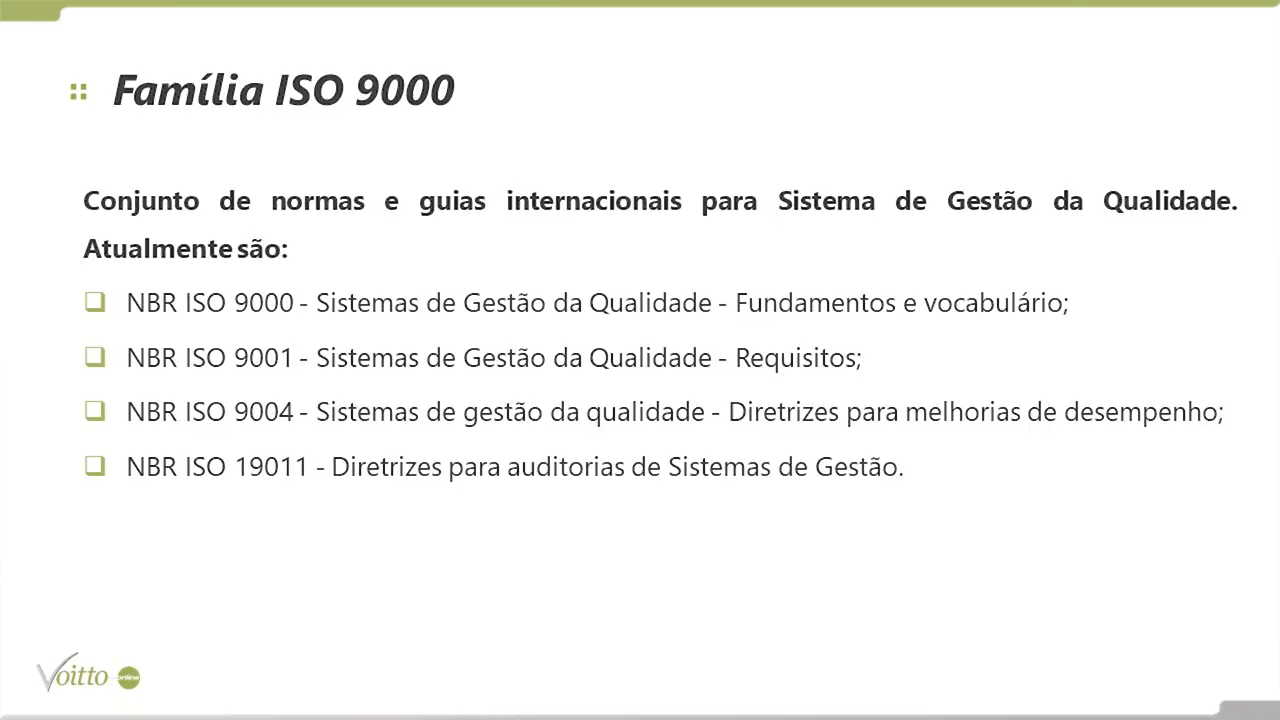 Família ISO 9000
Conjunto de normas e guias internacionais para Sistema de Gestão da Qualidade.
Atualmente são:
NBR ISO 9000 - Sistemas de Gestão da Qualidade - Fundamentos e vocabulário;
NBR ISO 9001 - Sistemas de Gestão da Qualidade - Requisitos;
NBR ISO 9004 - Sistemas de gestão da qualidade - Diretrizes para melhorias de desempenho;
NBR ISO 19011 - Diretrizes para auditorias de Sistemas de Gestão.
Voitto online